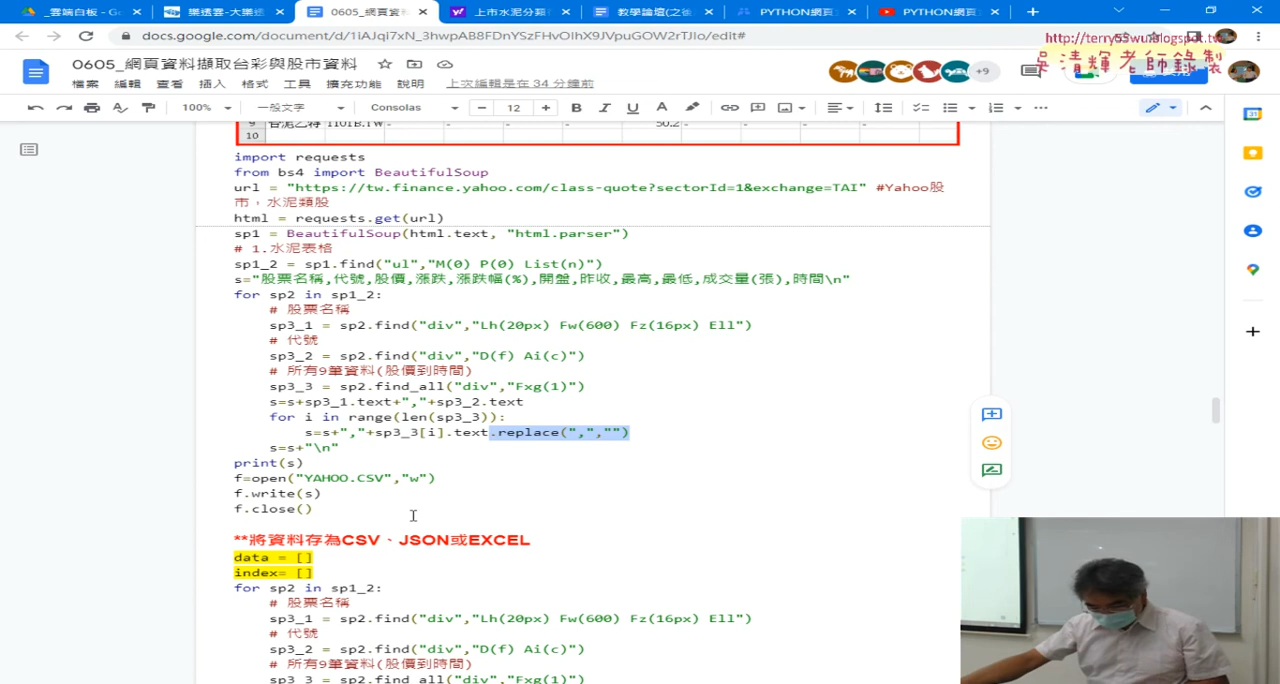 _雲端白板 - Go
樂透雲-大樂透
0605_網頁資料
上市水泥分類
教學論壇(之後
PYTHON網頁
PYTHON網頁
docs.google.com/document/d/1iAJqi7xN_3hwpAB8FDnYSzFHvOIhX9JVpuGOW2rTJIo/edit#
http://terry55wu.blogspot.tw/
吳清輝老師錄製
0605_網頁資料擷取台彩與股市資料
+9
檔案 編輯 查看 插入 格式 工具 擴充功能 說明 上次編輯是在 34 分鐘前
100% 一般文字 Consolas 12
9 台泥乙特 1101B.TW - - - - 50.2 - - - -
10
import requests
from bs4 import BeautifulSoup
url = "https://tw.finance.yahoo.com/class-quote?sectorId=1&exchange=TAI" #Yahoo股
市，水泥類股
html = requests.get(url)
sp1 = BeautifulSoup(html.text, "html.parser")
# 1.水泥表格
sp1_2 = sp1.find("ul","M(0) P(0) List(n)")
s="股票名稱,代號,股價,漲跌,漲跌幅(%),開盤,昨收,最高,最低,成交量(張),時間\n"
for sp2 in sp1_2:
# 股票名稱
sp3_1 = sp2.find("div","Lh(20px) Fw(600) Fz(16px) Ell")
# 代號
sp3_2 = sp2.find("div","D(f) Ai(c)")
# 所有9筆資料(股價到時間)
sp3_3 = sp2.find_all("div","Fxg(1)")
s=s+sp3_1.text+","+sp3_2.text
for i in range(len(sp3_3)):
s=s+","+sp3_3[i].text.replace(",","")
s=s+"\n"
print(s)
f=open("YAHOO.CSV","w")
f.write(s)
f.close()
**將資料存為CSV、JSON或EXCEL
data = []
index= []
for sp2 in sp1_2:
# 股票名稱
sp3_1 = sp2.find("div","Lh(20px) Fw(600) Fz(16px) Ell")
# 代號
sp3_2 = sp2.find("div","D(f) Ai(c)")
# 所有9筆資料(股價到時間)
sp3_3 = sp2.find_all("div","Fxg(1)")